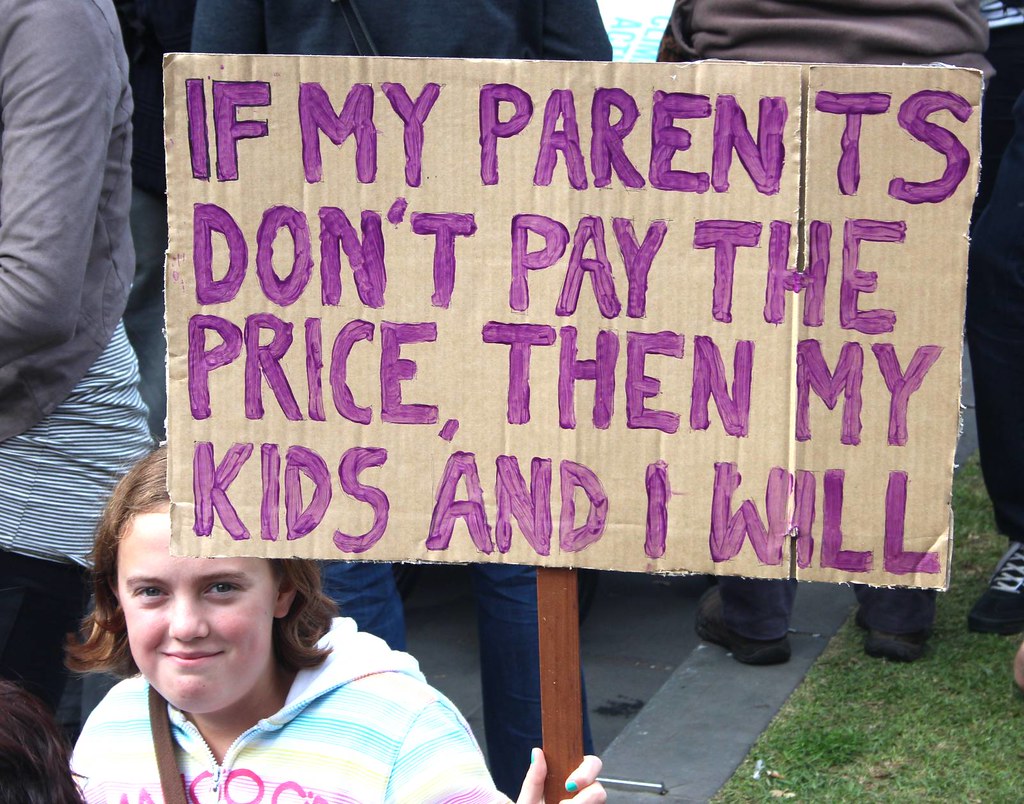 IF MY PARENTS
DON'T PAY THE
PRICE, THEN MY
KIDS AND I WILL